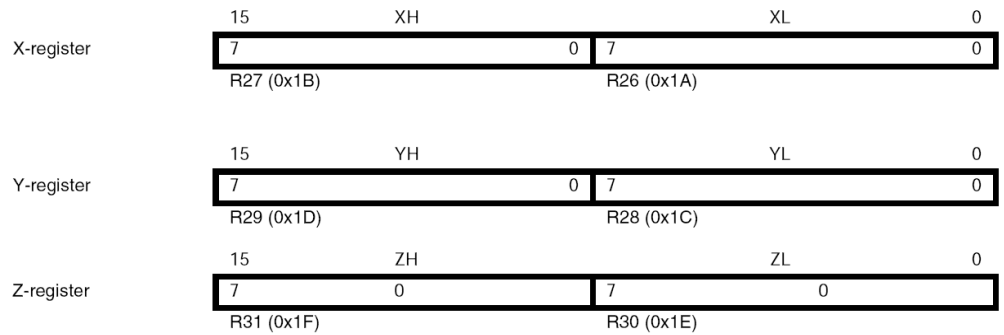 15 XH XL 0
X-register 7 0 7 0
R27 (0x1B) R26 (0x1A)
15 YH YL 0
Y-register 7 0 7 0
R29 (0x1D) R28 (0x1C)
15 ZH ZL 0
Z-register 7 0 7 0
R31 (0x1F) R30 (0x1E)